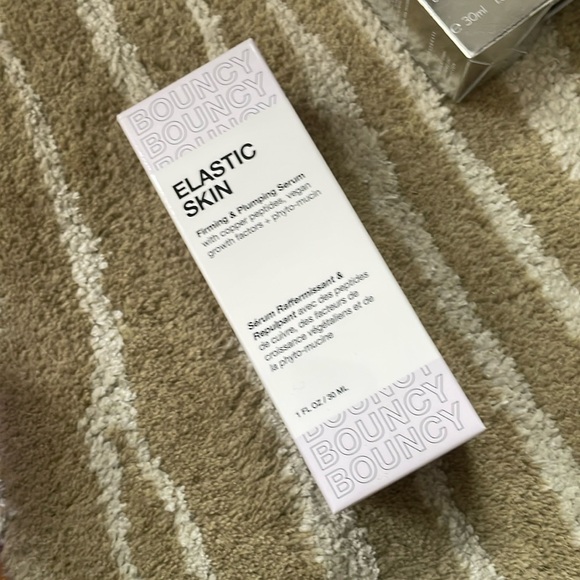 BOUNCY
BOUNCY
BOUNCY
ELASTIC
SKIN
Firming & Plumping Serum
with copper peptides, vegan
growth factors + phyto-mucin
Sérum Raffermissant &
Repulpant avec des peptides
de cuivre, des facteurs de
croissance végétaliens et de
la phyto-mucine
1 FL OZ / 30 ML
BOUNCY
BOUNCY
BOUNCY
℮ 30ml